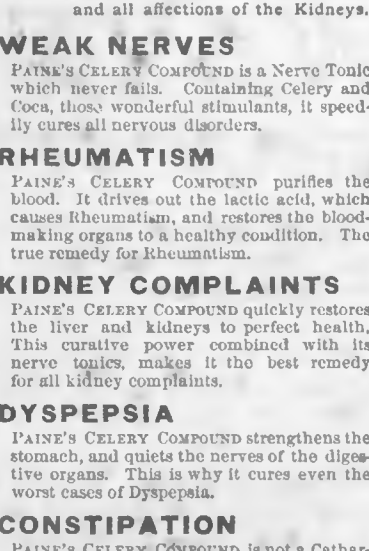 and all affections of the Kidneys.
WEAK NERVES
PAINE'S CELERY COMPOUND is a Nerve Tonic
which never fails. Containing Celery and
Coca, those wonderful stimulants, it speed-
ily cures all nervous disorders.
RHEUMATISM
PAINE'S CELERY COMPOUND purifies the
blood. It drives out the lactic acid, which
causes Rheumatism, and restores the blood-
making organs to a healthy condition. The
true remedy for Rheumatism.
KIDNEY COMPLAINTS
PAINE'S CELERY COMPOUND quickly restores
the liver and kidneys to perfect health.
This curative power combined with its
nerve tonics, makes it the best remedy
for all kidney complaints.
DYSPEPSIA
PAINE'S CELERY COMPOUND strengthens the
stomach, and quiets the nerves of the diges-
tive organs. This is why it cures even the
worst cases of Dyspepsia.
CONSTIPATION
PAINE'S CELERY COMPOUND is not a Cathar-